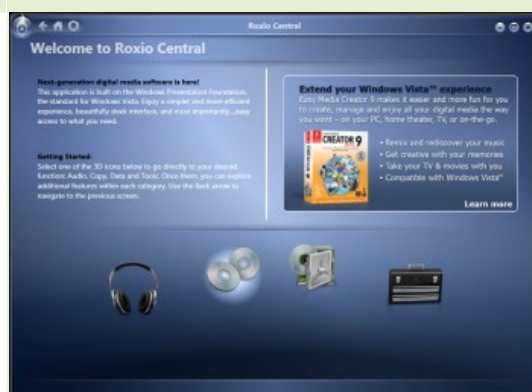 Roxio Central
Welcome to Roxio Central
Next-generation digital media software is here!
This application is built on the Windows Presentation Foundation,
the standard for Windows Vista. Enjoy a simpler and more efficient
experience, beautifully sleek interface, and most importantly...easy
access to what you need.
Getting Started:
Select one of the 3D icons below to go directly to your desired
function: Audio, Copy, Data and Tools. Once there, you can explore
additional features within each category. Use the Back arrow to
navigate to the previous screen.
Extend your Windows Vista™ experience
Easy Media Creator 9 makes it easier and more fun for you
to create, manage and enjoy all your digital media the way
you want – on your PC, home theater, TV, or on-the-go.
CREATOR 9
• Remix and rediscover your music
• Get creative with your memories
• Take your TV & movies with you
• Compatible with Windows Vista™
Learn more